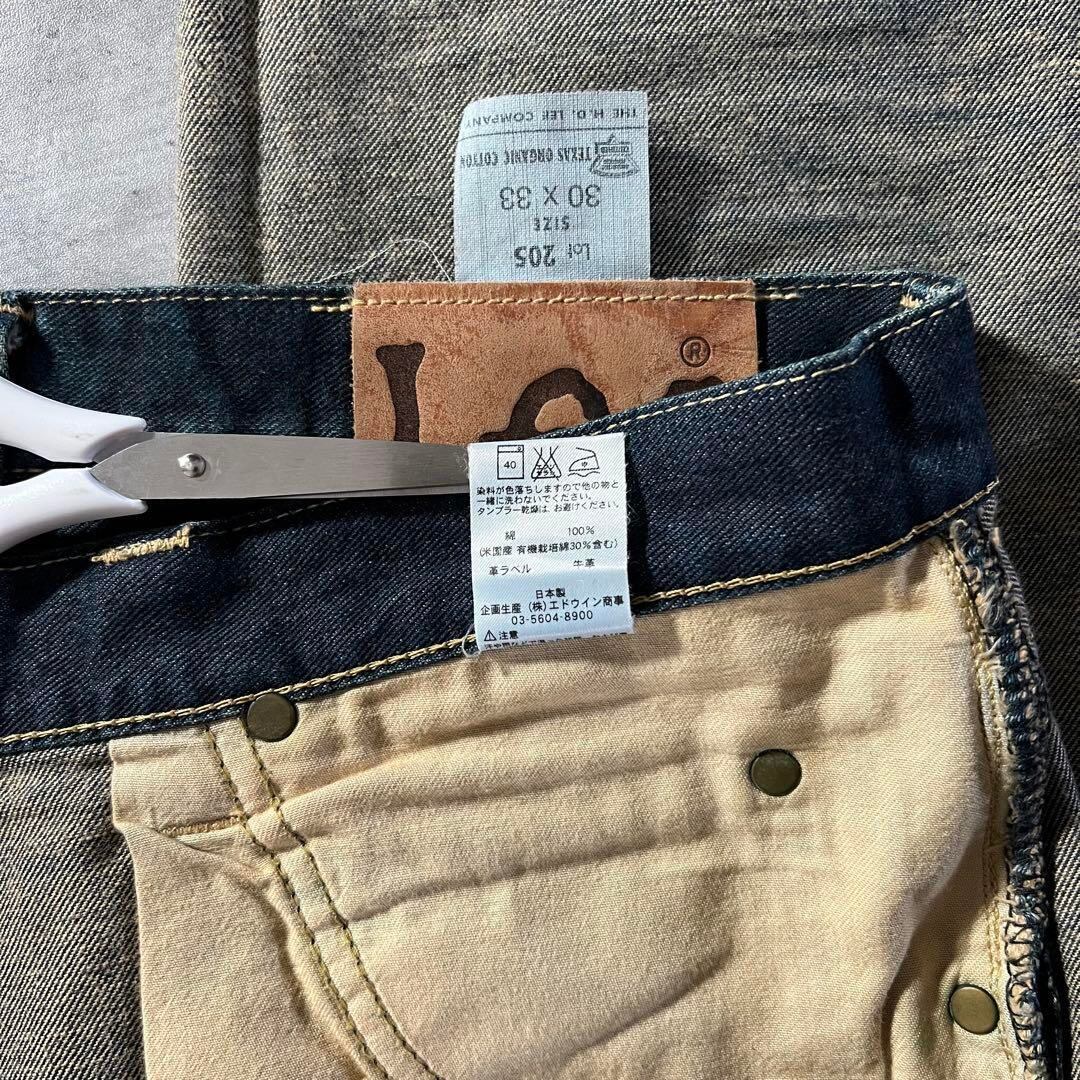 THE H. D. LEE COMPANY
TEXAS ORGANIC COTTON
30 X 33
SIZE
Lot 205
Lee
®
40
染料が色落ちしますので他の物と
一緒に洗わないでください。
タンブラー乾燥は、お避けください。
綿 100%
(米国産 有機栽培綿30%含む)
革ラベル 牛革
日本製
企画生産 (株)エドウイン商事
03-5604-8900
⚠注意